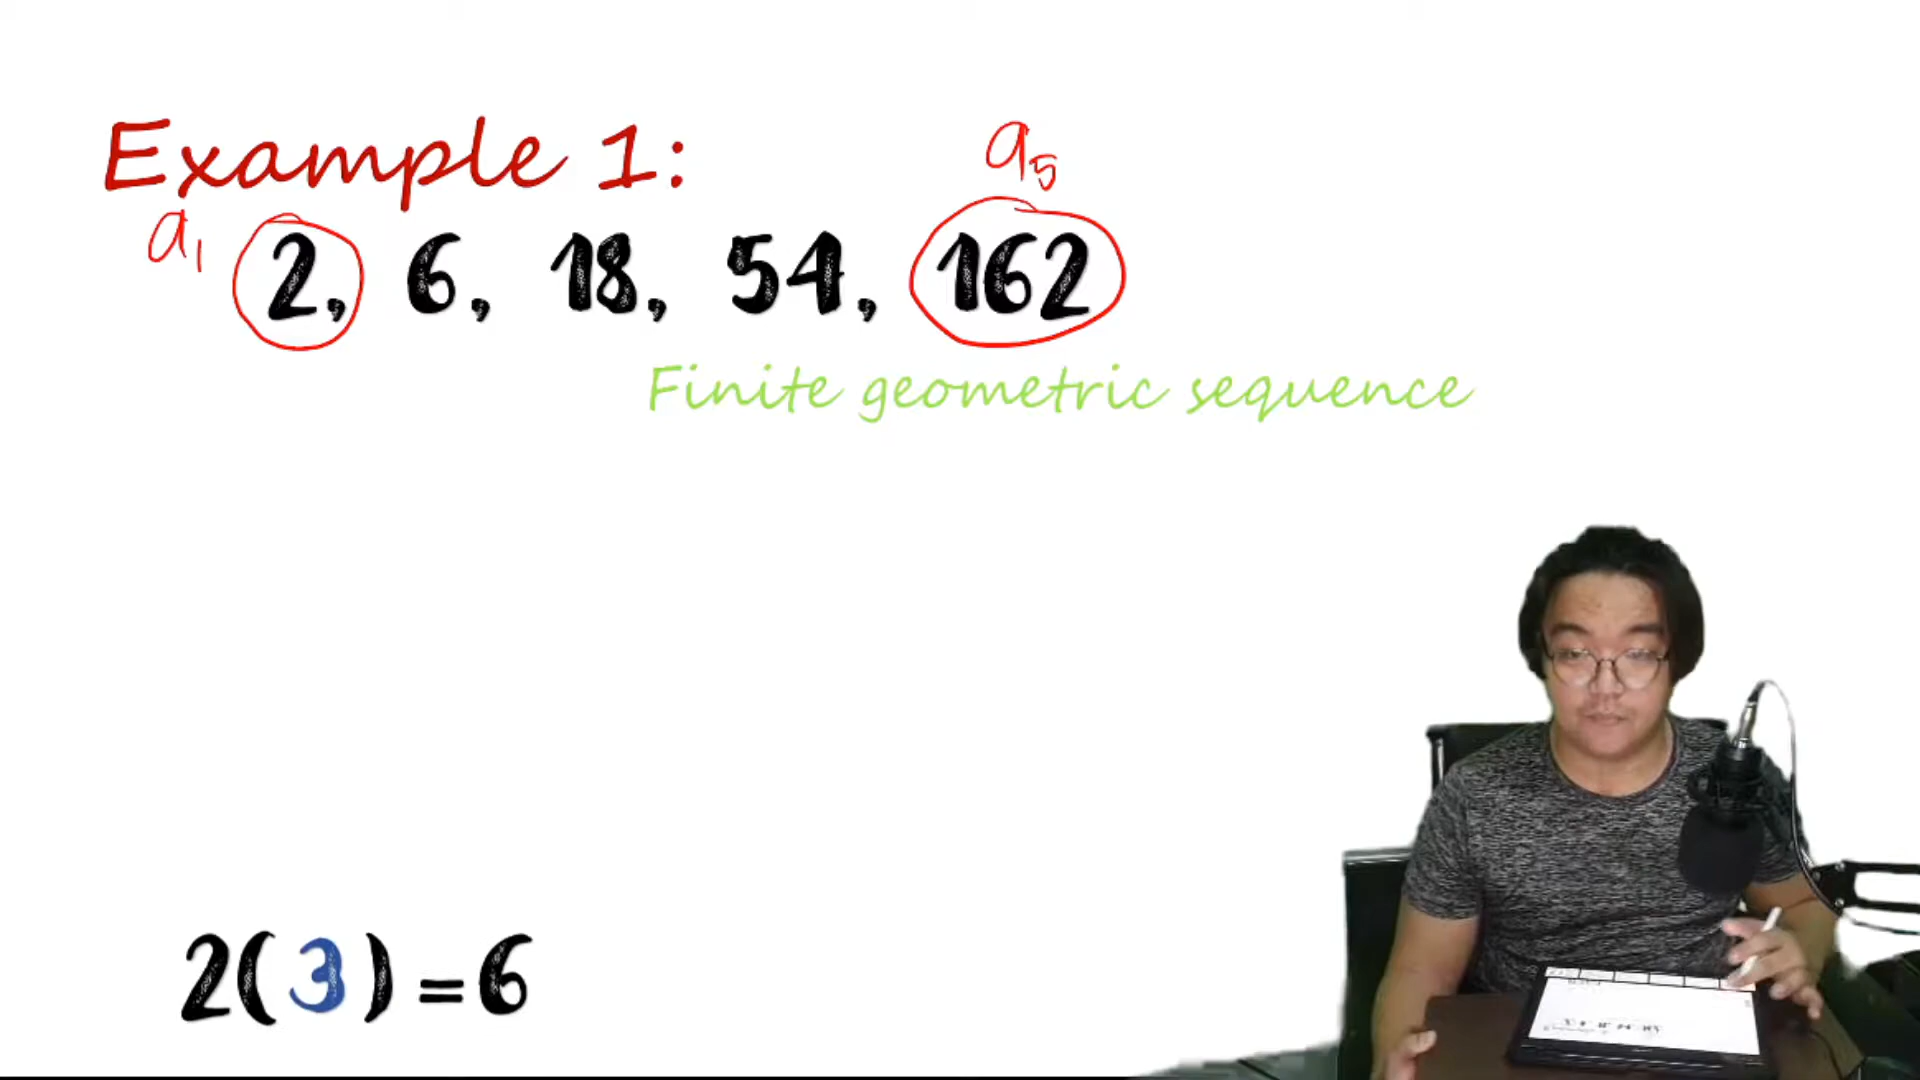 Example 1:
a5
a1
2, 6, 18, 54, 162
Finite geometric sequence
2(3)=6